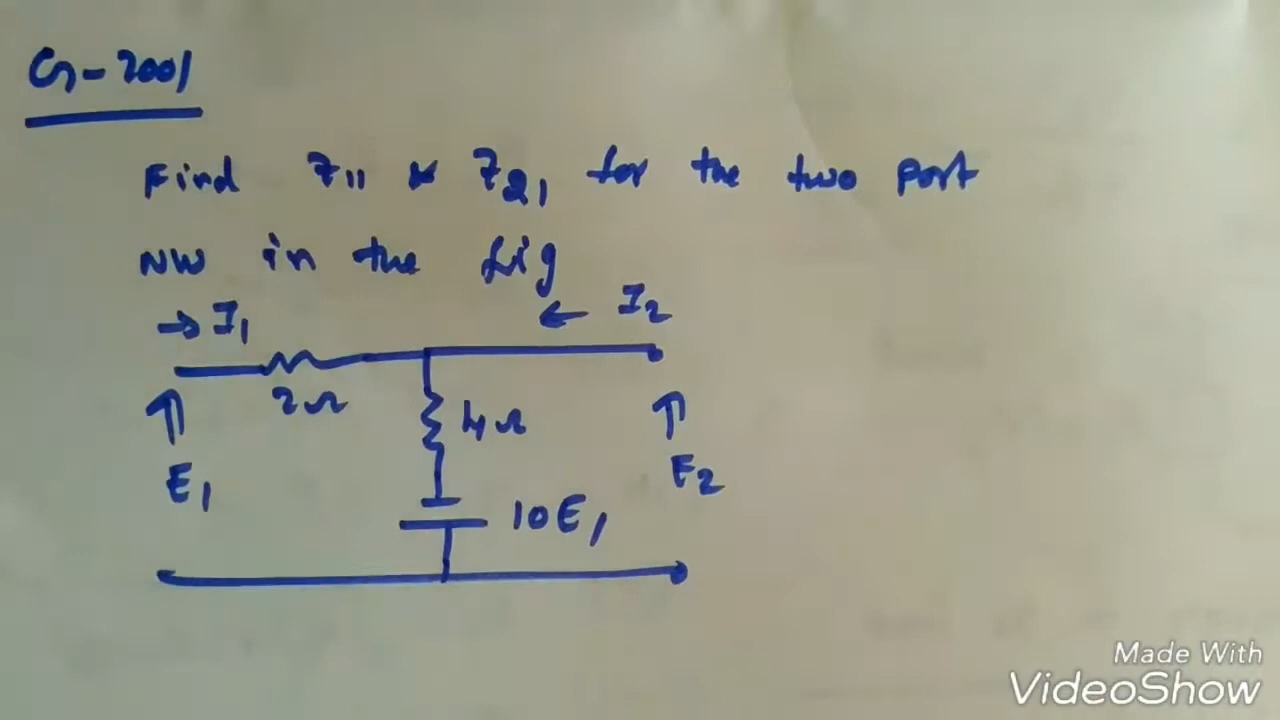 G-2001
Find Z11 & Z21 for the two port
NW in the fig
→ I1
← I2
2Ω
4Ω
E1
E2
10E1
Made With
VideoShow